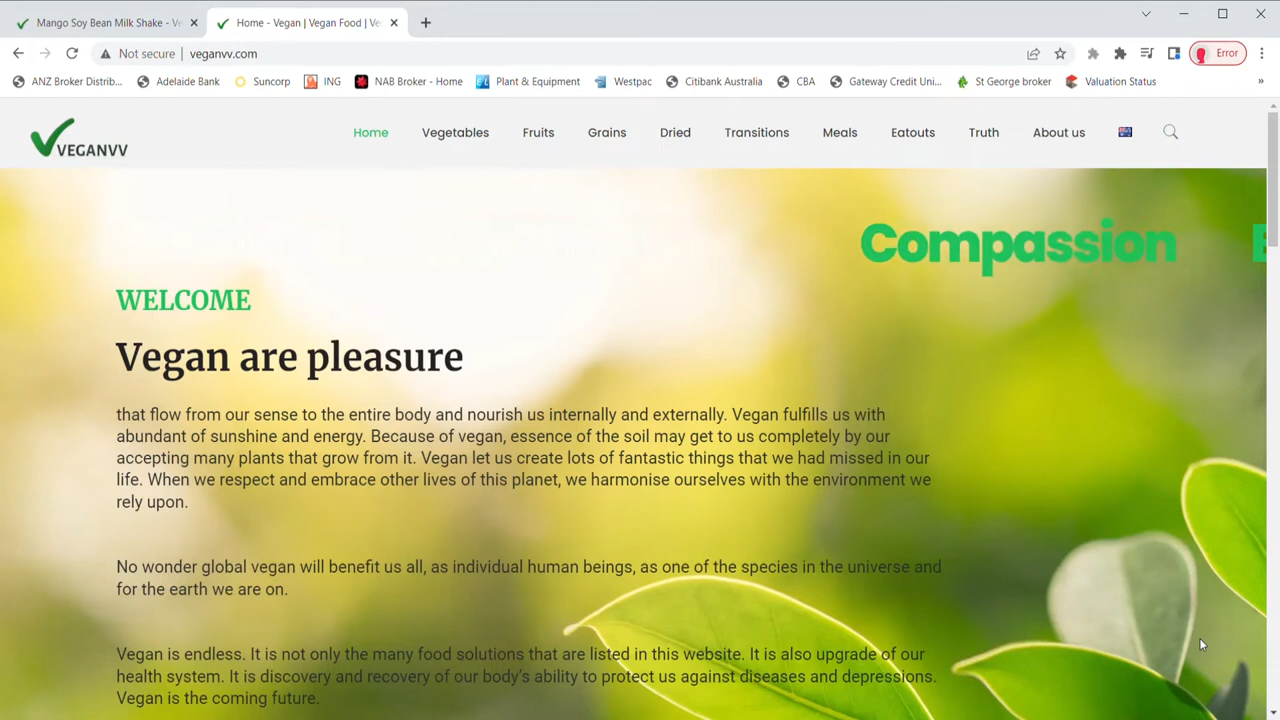 Mango Soy Bean Milk Shake - Ve
Home - Vegan | Vegan Food | Ve
Not secure | veganvv.com
Error
ANZ Broker Distrib... Adelaide Bank Suncorp ING NAB Broker - Home Plant & Equipment Westpac Citibank Australia CBA Gateway Credit Uni... St George broker Valuation Status »
VEGANVV
Home Vegetables Fruits Grains Dried Transitions Meals Eatouts Truth About us
Compassion
WELCOME
Vegan are pleasure
that flow from our sense to the entire body and nourish us internally and externally. Vegan fulfills us with
abundant of sunshine and energy. Because of vegan, essence of the soil may get to us completely by our
accepting many plants that grow from it. Vegan let us create lots of fantastic things that we had missed in our
life. When we respect and embrace other lives of this planet, we harmonise ourselves with the environment we
rely upon.
No wonder global vegan will benefit us all, as individual human beings, as one of the species in the universe and
for the earth we are on.
Vegan is endless. It is not only the many food solutions that are listed in this website. It is also upgrade of our
health system. It is discovery and recovery of our body's ability to protect us against diseases and depressions.
Vegan is the coming future.